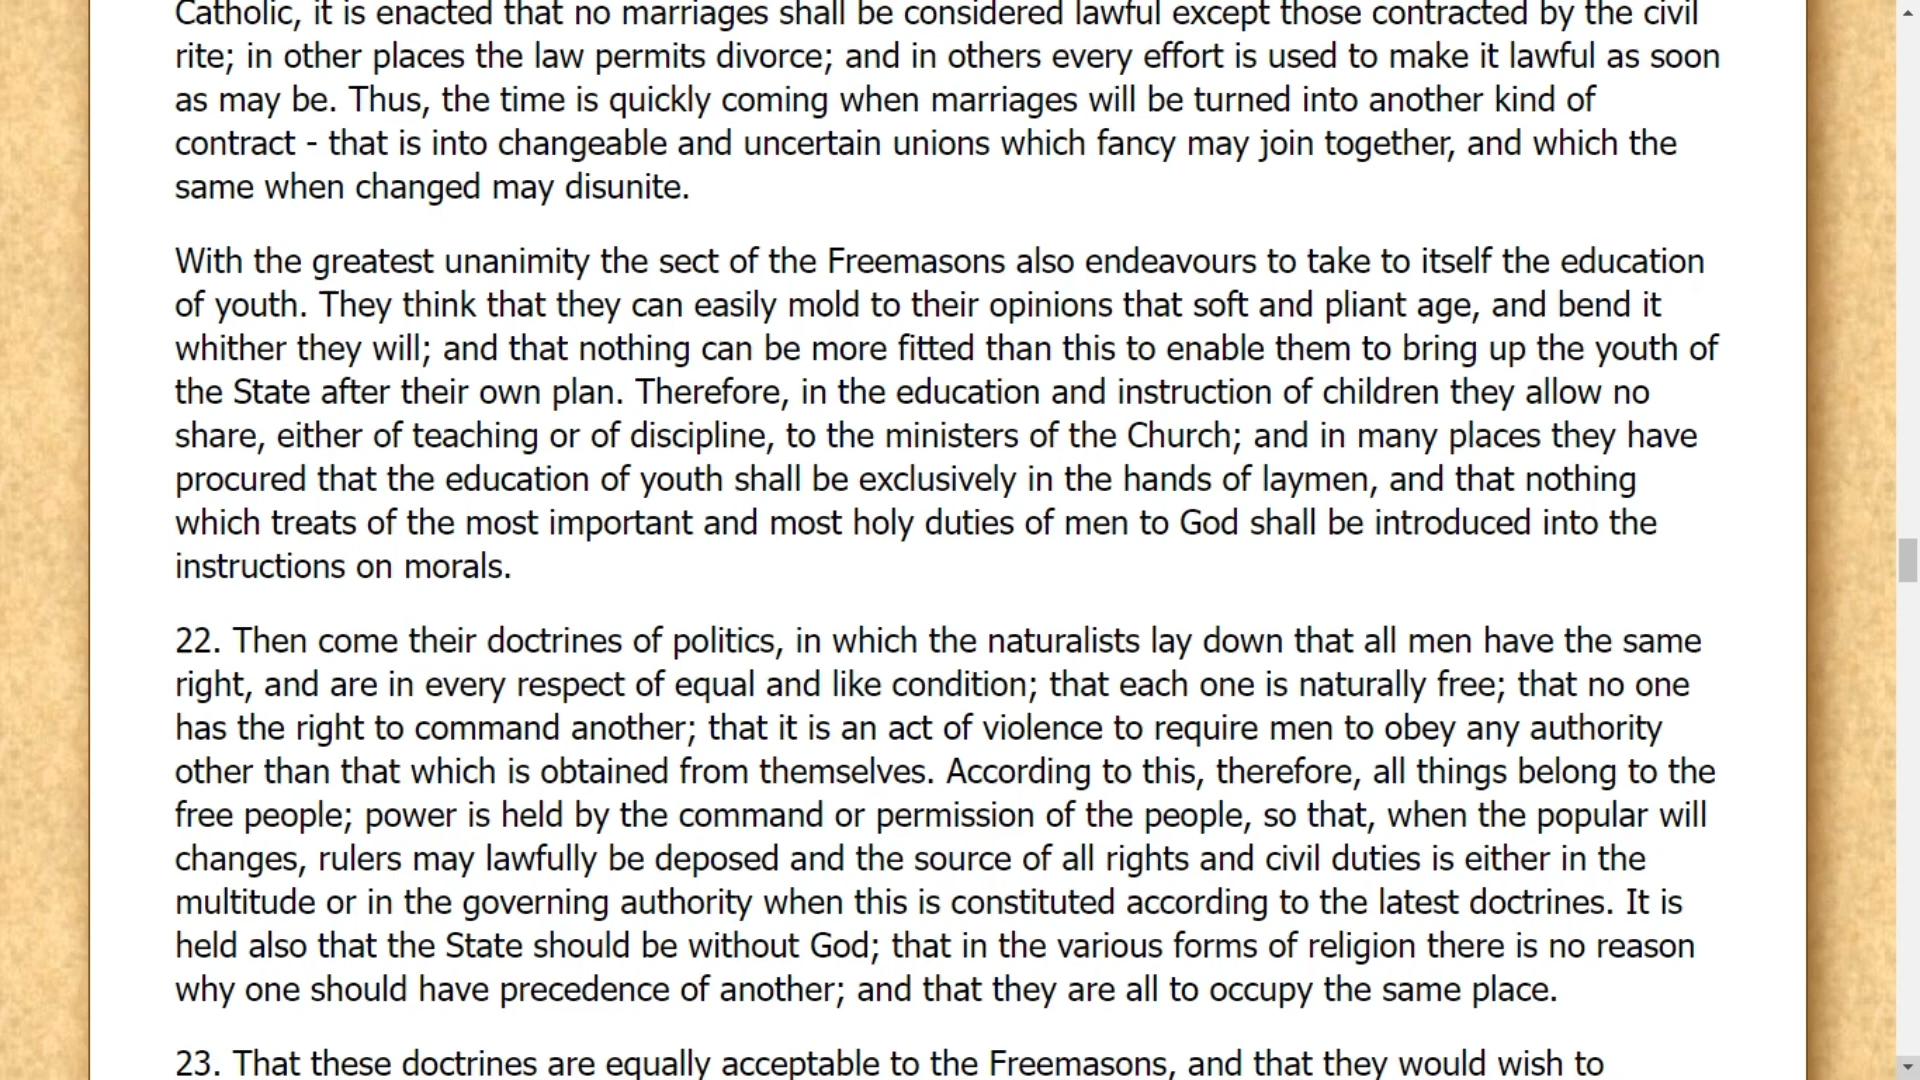 Catholic, it is enacted that no marriages shall be considered lawful except those contracted by the civil
rite; in other places the law permits divorce; and in others every effort is used to make it lawful as soon
as may be. Thus, the time is quickly coming when marriages will be turned into another kind of
contract - that is into changeable and uncertain unions which fancy may join together, and which the
same when changed may disunite.
With the greatest unanimity the sect of the Freemasons also endeavours to take to itself the education
of youth. They think that they can easily mold to their opinions that soft and pliant age, and bend it
whither they will; and that nothing can be more fitted than this to enable them to bring up the youth of
the State after their own plan. Therefore, in the education and instruction of children they allow no
share, either of teaching or of discipline, to the ministers of the Church; and in many places they have
procured that the education of youth shall be exclusively in the hands of laymen, and that nothing
which treats of the most important and most holy duties of men to God shall be introduced into the
instructions on morals.
22. Then come their doctrines of politics, in which the naturalists lay down that all men have the same
right, and are in every respect of equal and like condition; that each one is naturally free; that no one
has the right to command another; that it is an act of violence to require men to obey any authority
other than that which is obtained from themselves. According to this, therefore, all things belong to the
free people; power is held by the command or permission of the people, so that, when the popular will
changes, rulers may lawfully be deposed and the source of all rights and civil duties is either in the
multitude or in the governing authority when this is constituted according to the latest doctrines. It is
held also that the State should be without God; that in the various forms of religion there is no reason
why one should have precedence of another; and that they are all to occupy the same place.
23. That these doctrines are equally acceptable to the Freemasons, and that they would wish to